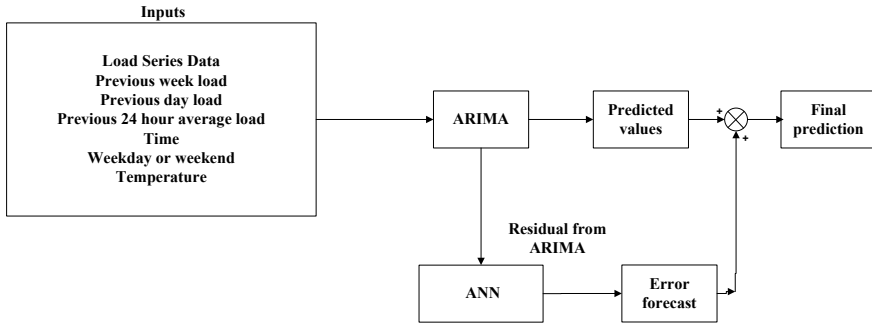 Inputs
Load Series Data
Previous week load
Previous day load
Previous 24 hour average load
Time
Weekday or weekend
Temperature
ARIMA
Predicted
values
+
+
Final
prediction
Residual from
ARIMA
ANN
Error
forecast